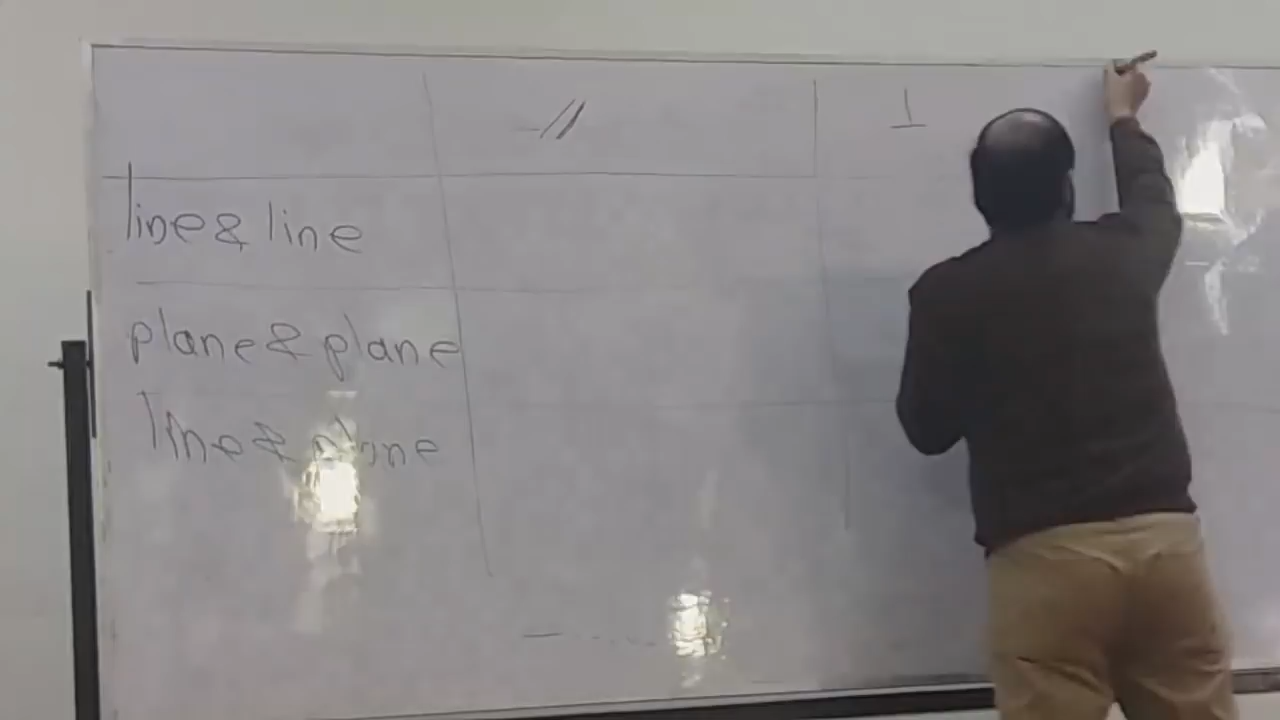 // ⊥
line & line
plane & plane
line & plane